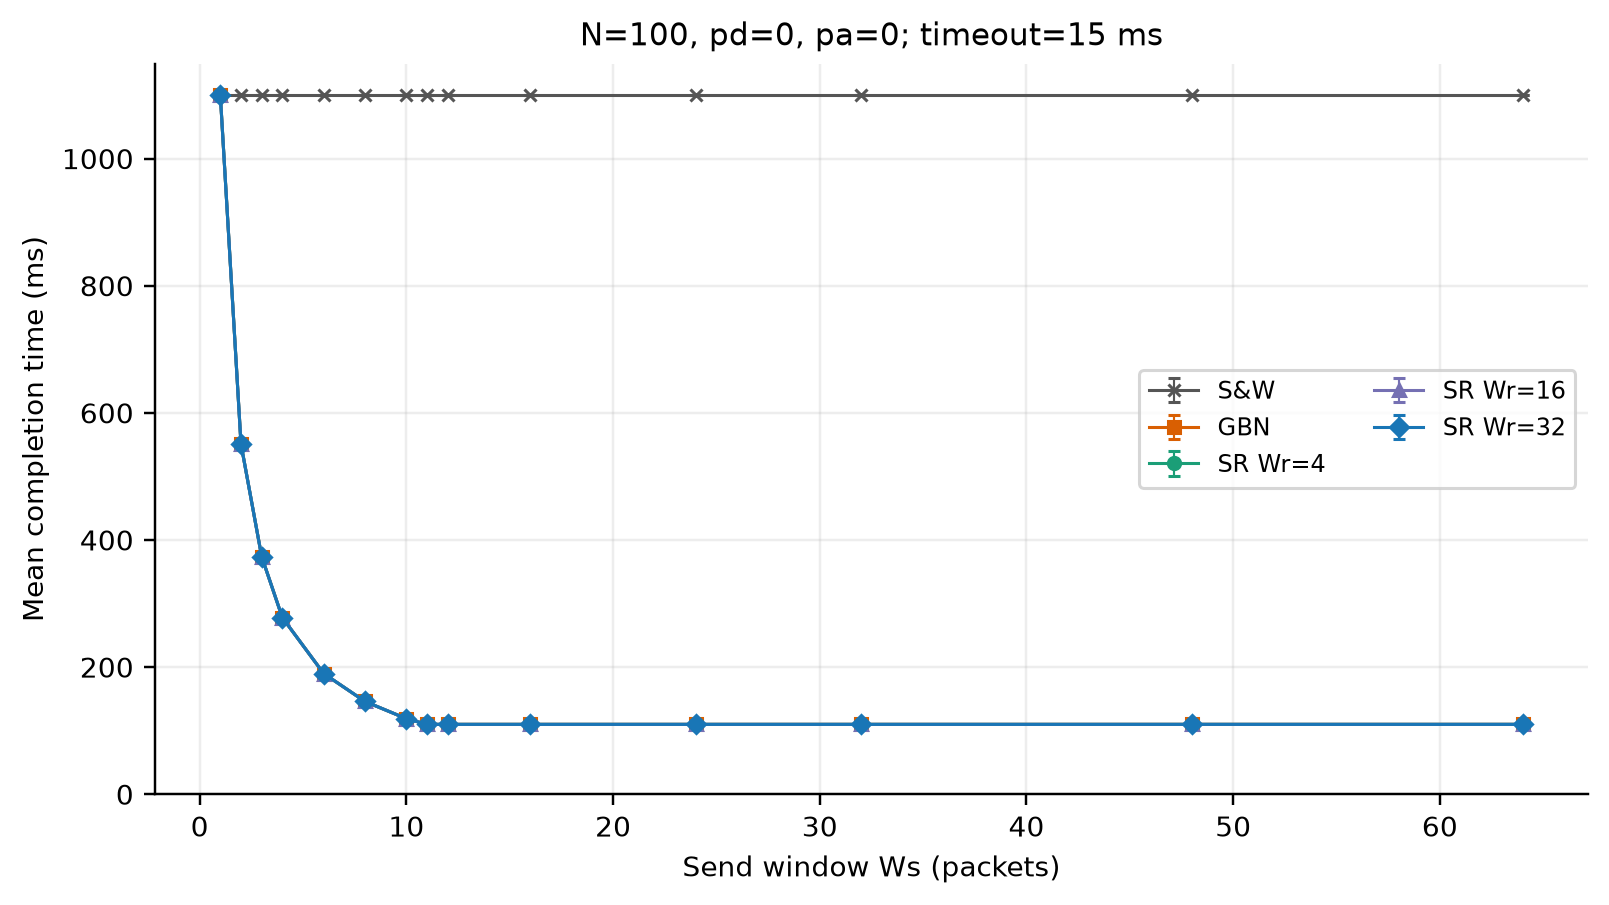 N=100, pd=0, pa=0; timeout=15 ms
Mean completion time (ms)
1000
800
600
400
200
0
S&W
GBN
SR Wr=4
SR Wr=16
SR Wr=32
0 10 20 30 40 50 60
Send window Ws (packets)